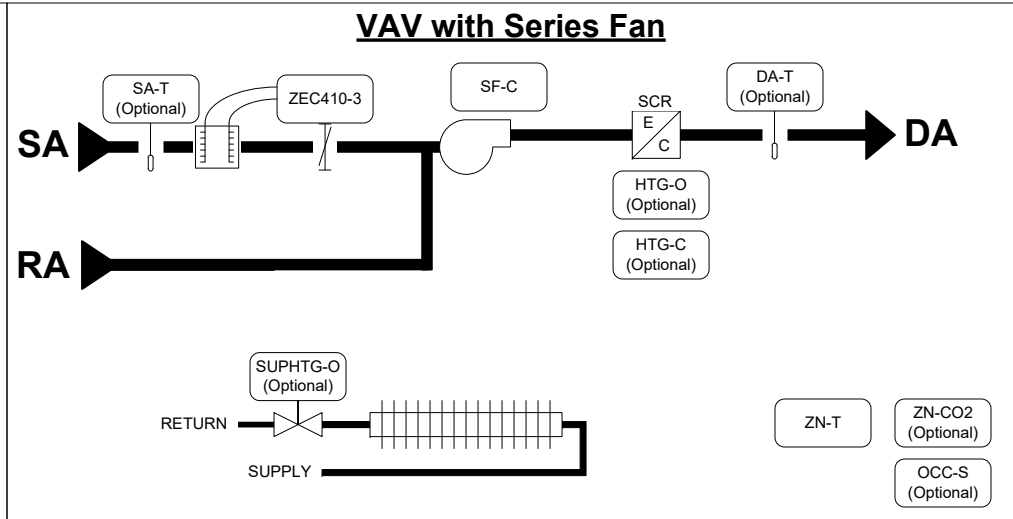 VAV with Series Fan
SA-T
(Optional)
ZEC410-3
SF-C
SCR
E
C
DA-T
(Optional)
SA
DA
HTG-O
(Optional)
HTG-C
(Optional)
RA
SUPHTG-O
(Optional)
RETURN
SUPPLY
ZN-T
ZN-CO2
(Optional)
OCC-S
(Optional)